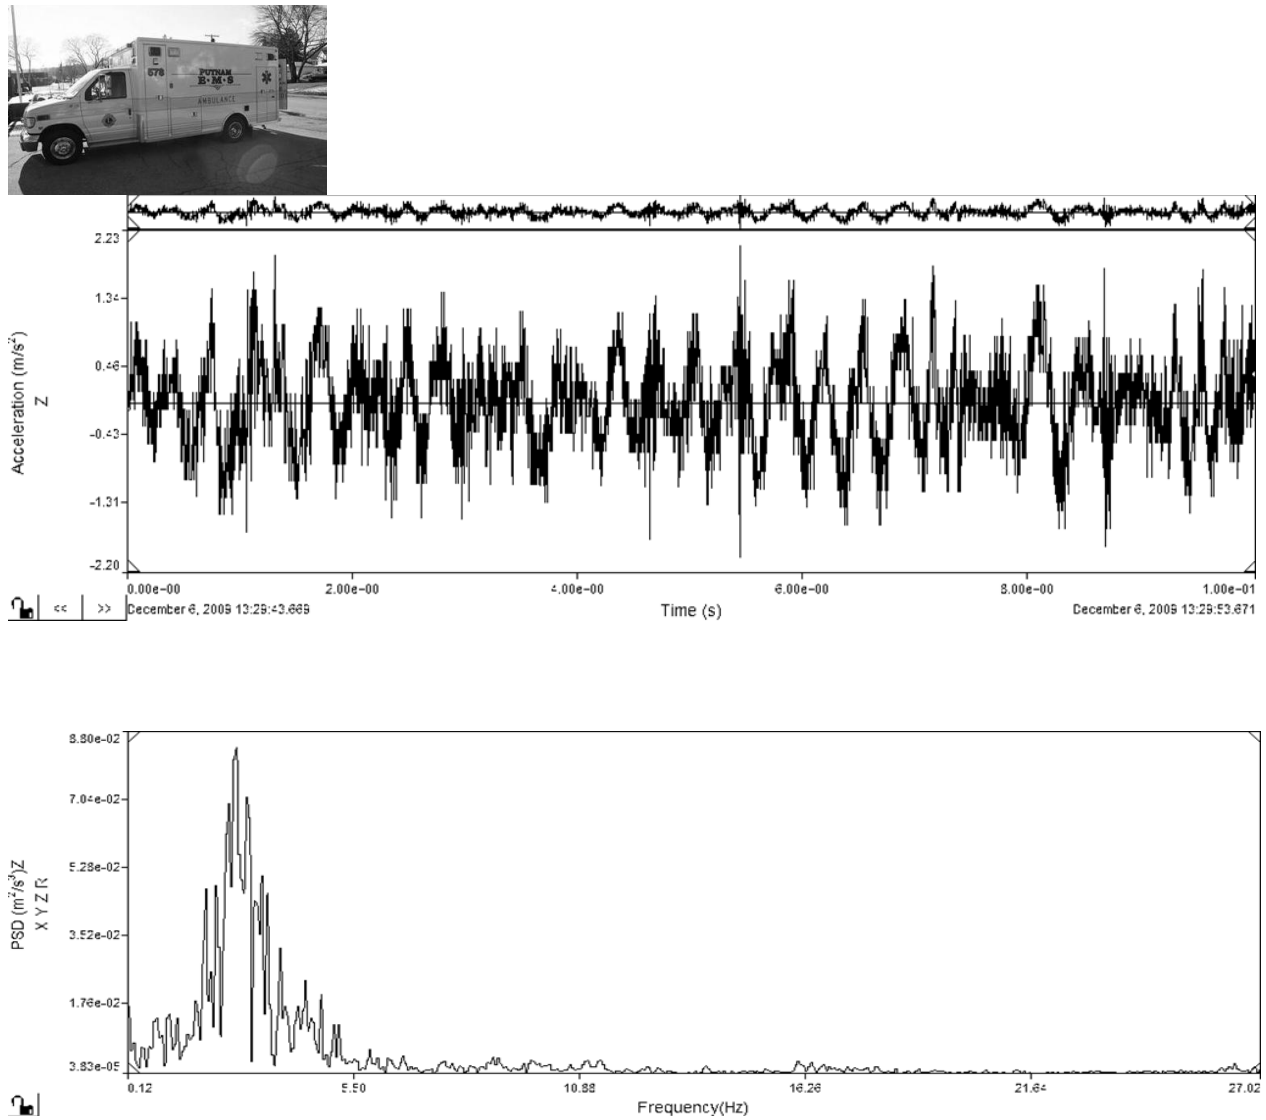 578
PUTNAM
E·M·S
AMBULANCE
2.23
1.34
0.46
-0.43
-1.31
-2.20
Acceleration (m/s²)
Z
0.00e-00
2.00e-00
4.00e-00
6.00e-00
8.00e-00
1.00e-01
<<
>>
December 6, 2009 13:29:43.669
Time (s)
December 6, 2009 13:29:53.671
8.80e-02
7.04e-02
5.28e-02
3.52e-02
1.76e-02
3.83e-05
PSD (m²/s³)Z
X Y Z R
0.12
5.50
10.88
16.26
21.64
27.02
Frequency(Hz)